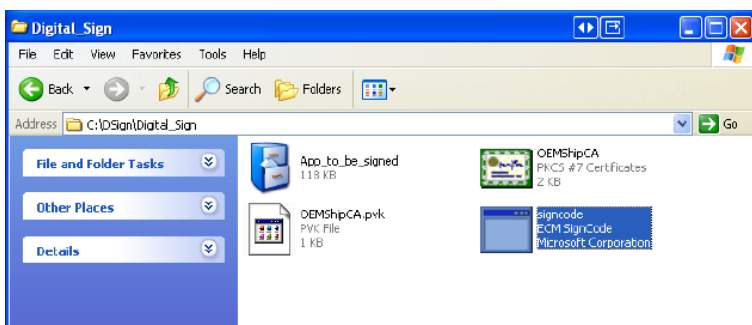 Digital_Sign
File Edit View Favorites Tools Help
Back Search Folders
Address C:\DSign\Digital_Sign Go
File and Folder Tasks
Other Places
Details
App_to_be_signed
118 KB
OEMShipCA
PKCS #7 Certificates
2 KB
OEMShipCA.pvk
PVK File
1 KB
signcode
ECM SignCode
Microsoft Corporation